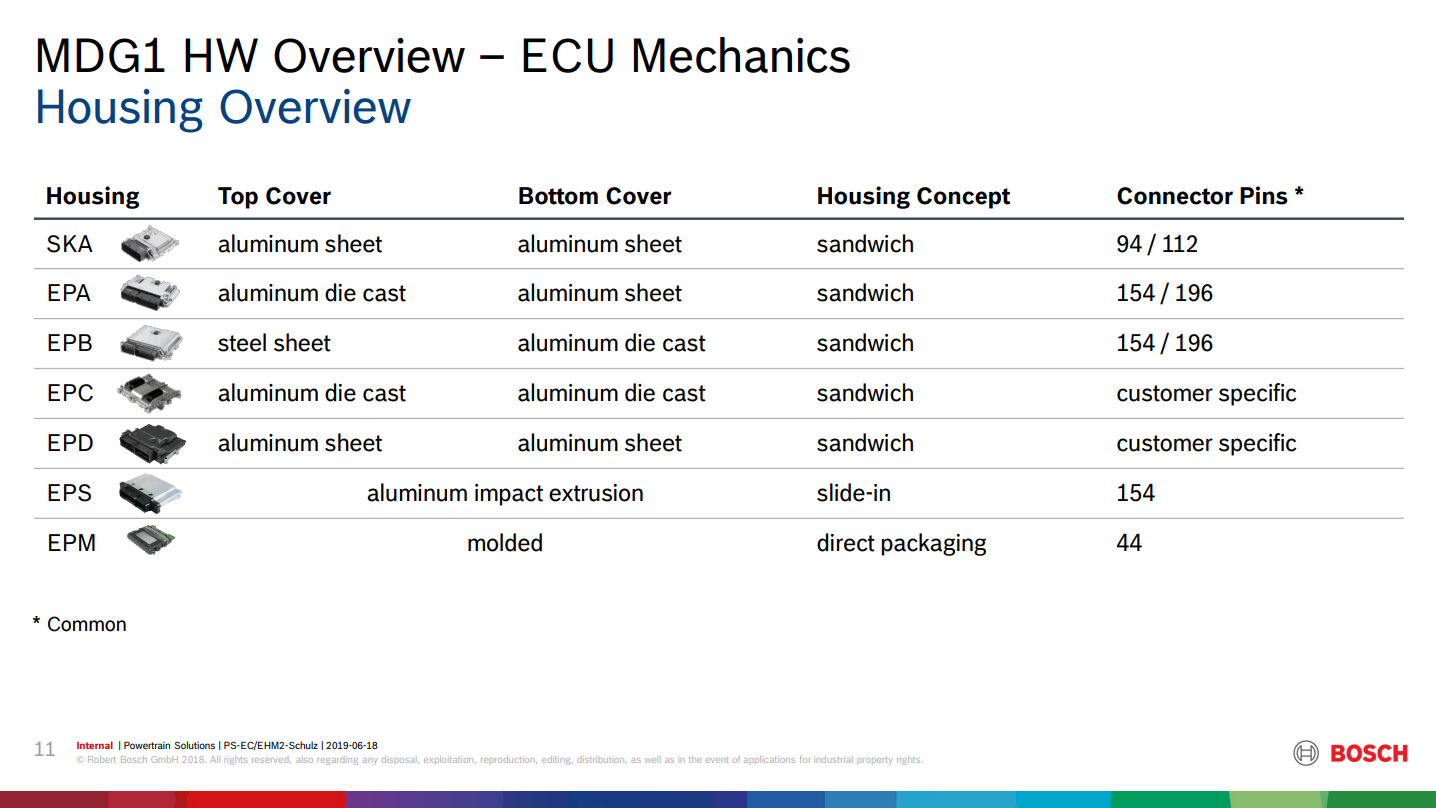 MDG1 HW Overview – ECU Mechanics
Housing Overview
Housing Top Cover Bottom Cover Housing Concept Connector Pins *
SKA aluminum sheet aluminum sheet sandwich 94 / 112
EPA aluminum die cast aluminum sheet sandwich 154 / 196
EPB steel sheet aluminum die cast sandwich 154 / 196
EPC aluminum die cast aluminum die cast sandwich customer specific
EPD aluminum sheet aluminum sheet sandwich customer specific
EPS aluminum impact extrusion slide-in 154
EPM molded direct packaging 44
* Common
11 Internal | Powertrain Solutions | PS-EC/EHM2-Schulz | 2019-06-18
© Robert Bosch GmbH 2018. All rights reserved, also regarding any disposal, exploitation, reproduction, editing, distribution, as well as in the event of applications for industrial property rights.
BOSCH